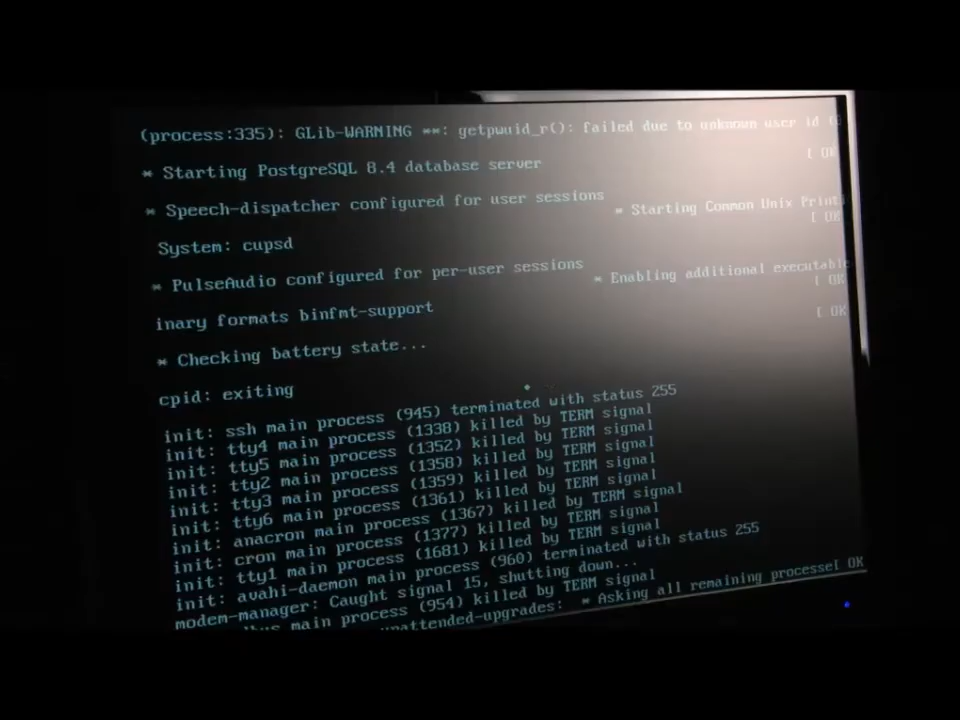 (process:335): GLib-WARNING **: getpwuid_r(): failed due to unknown user id (0
* Starting PostgreSQL 8.4 database server [ OK
* Speech-dispatcher configured for user sessions
* Starting Common Unix Printi
System: cupsd [ OK
* PulseAudio configured for per-user sessions
* Enabling additional executable
inary formats binfmt-support [ OK
* Checking battery state... [ OK
cpid: exiting
init: ssh main process (945) terminated with status 255
init: tty4 main process (1338) killed by TERM signal
init: tty5 main process (1352) killed by TERM signal
init: tty2 main process (1358) killed by TERM signal
init: tty3 main process (1359) killed by TERM signal
init: tty6 main process (1361) killed by TERM signal
init: anacron main process (1367) killed by TERM signal
init: cron main process (1377) killed by TERM signal
init: tty1 main process (1681) killed by TERM signal
init: avahi-daemon main process (960) terminated with status 255
modem-manager: Caught signal 15, shutting down...
main process (954) killed by TERM signal
unattended-upgrades: * Asking all remaining processe[ OK